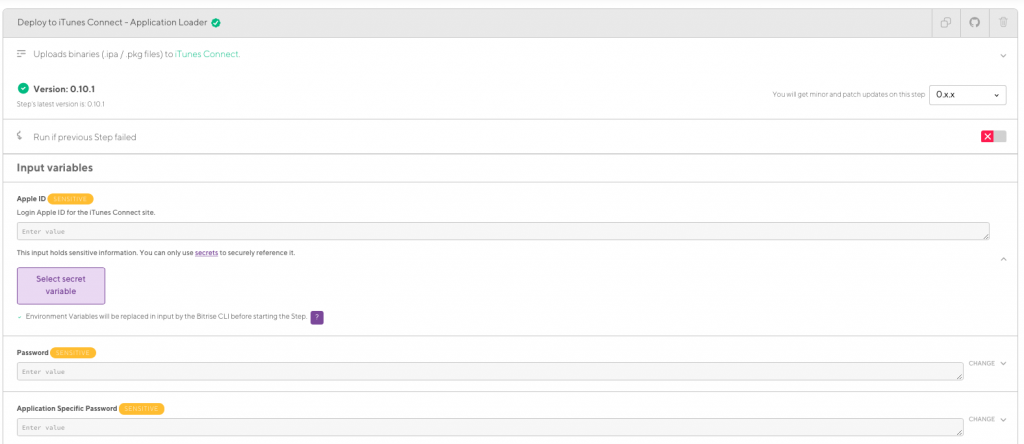 Deploy to iTunes Connect - Application Loader
Uploads binaries (.ipa / .pkg files) to iTunes Connect.
Version: 0.10.1
Step's latest version is: 0.10.1
You will get minor and patch updates on this step
0.x.x
Run if previous Step failed
Input variables
Apple ID SENSITIVE
Login Apple ID for the iTunes Connect site.
Enter value
This input holds sensitive information. You can only use secrets to securely reference it.
Select secret
variable
Environment Variables will be replaced in input by the Bitrise CLI before starting the Step. ?
Password SENSITIVE
Enter value
CHANGE
Application Specific Password SENSITIVE
Enter value
CHANGE